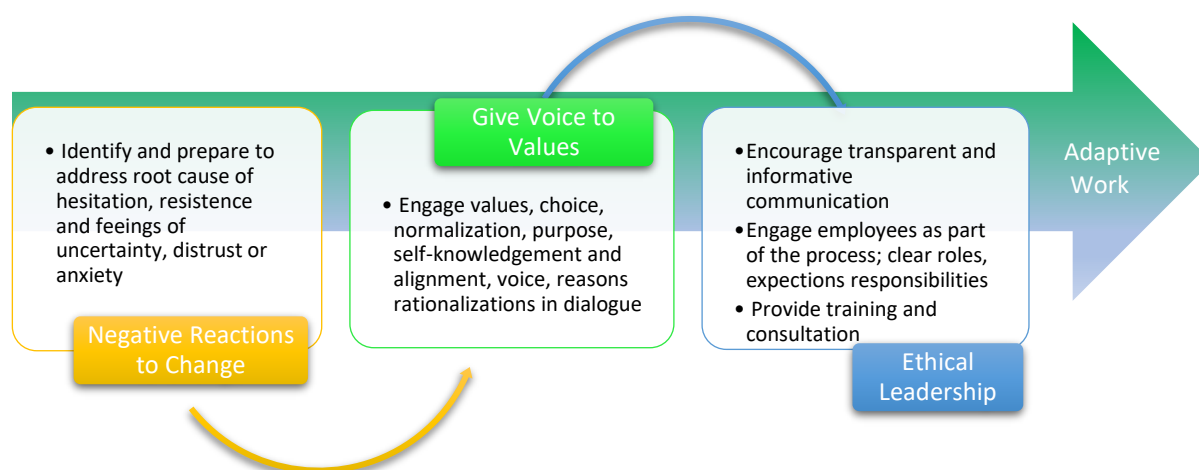 • Identify and prepare to
address root cause of
hesitation, resistence
and feeings of
uncertainty, distrust or
anxiety
Negative Reactions
to Change
Give Voice to
Values
• Engage values, choice,
normalization, purpose,
self-knowledgement and
alignment, voice, reasons
rationalizations in dialogue
•Encourage transparent and
informative
communication
•Engage employees as part
of the process; clear roles,
expections responsibilities
• Provide training and
consultation
Ethical
Leadership
Adaptive
Work